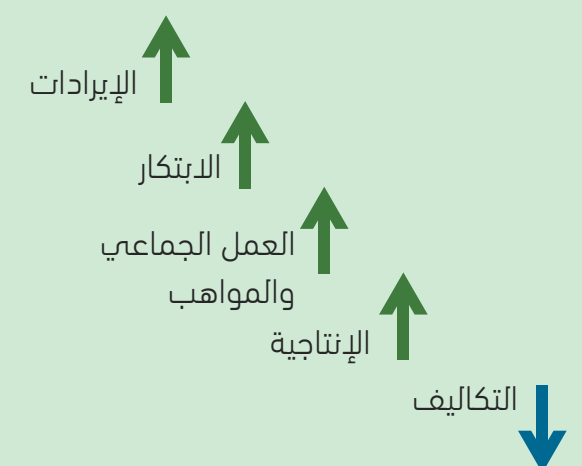 الإيرادات
الابتكار
العمل الجماعي
والمواهب
الإنتاجية
التكاليف